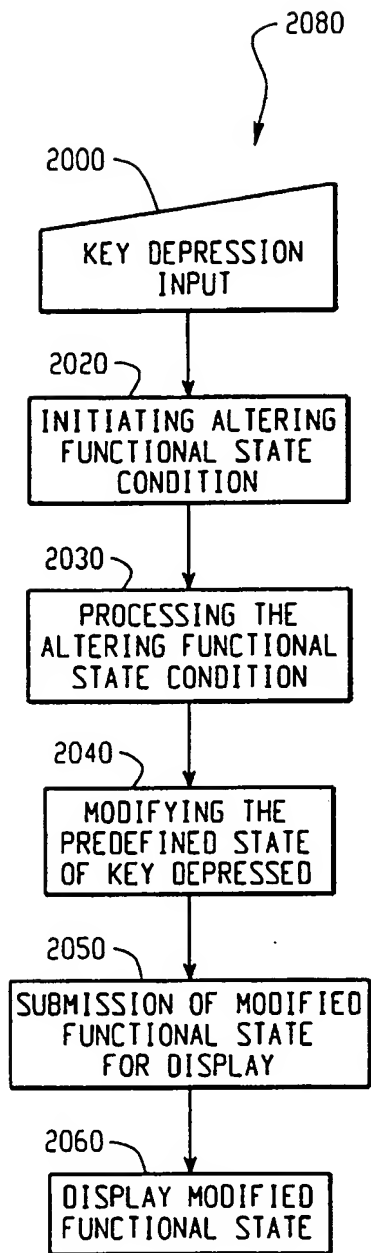 2080
2000
KEY DEPRESSION
INPUT
2020
INITIATING ALTERING
FUNCTIONAL STATE
CONDITION
2030
PROCESSING THE
ALTERING FUNCTIONAL
STATE CONDITION
2040
MODIFYING THE
PREDEFINED STATE
OF KEY DEPRESSED
2050
SUBMISSION OF MODIFIED
FUNCTIONAL STATE
FOR DISPLAY
2060
DISPLAY MODIFIED
FUNCTIONAL STATE